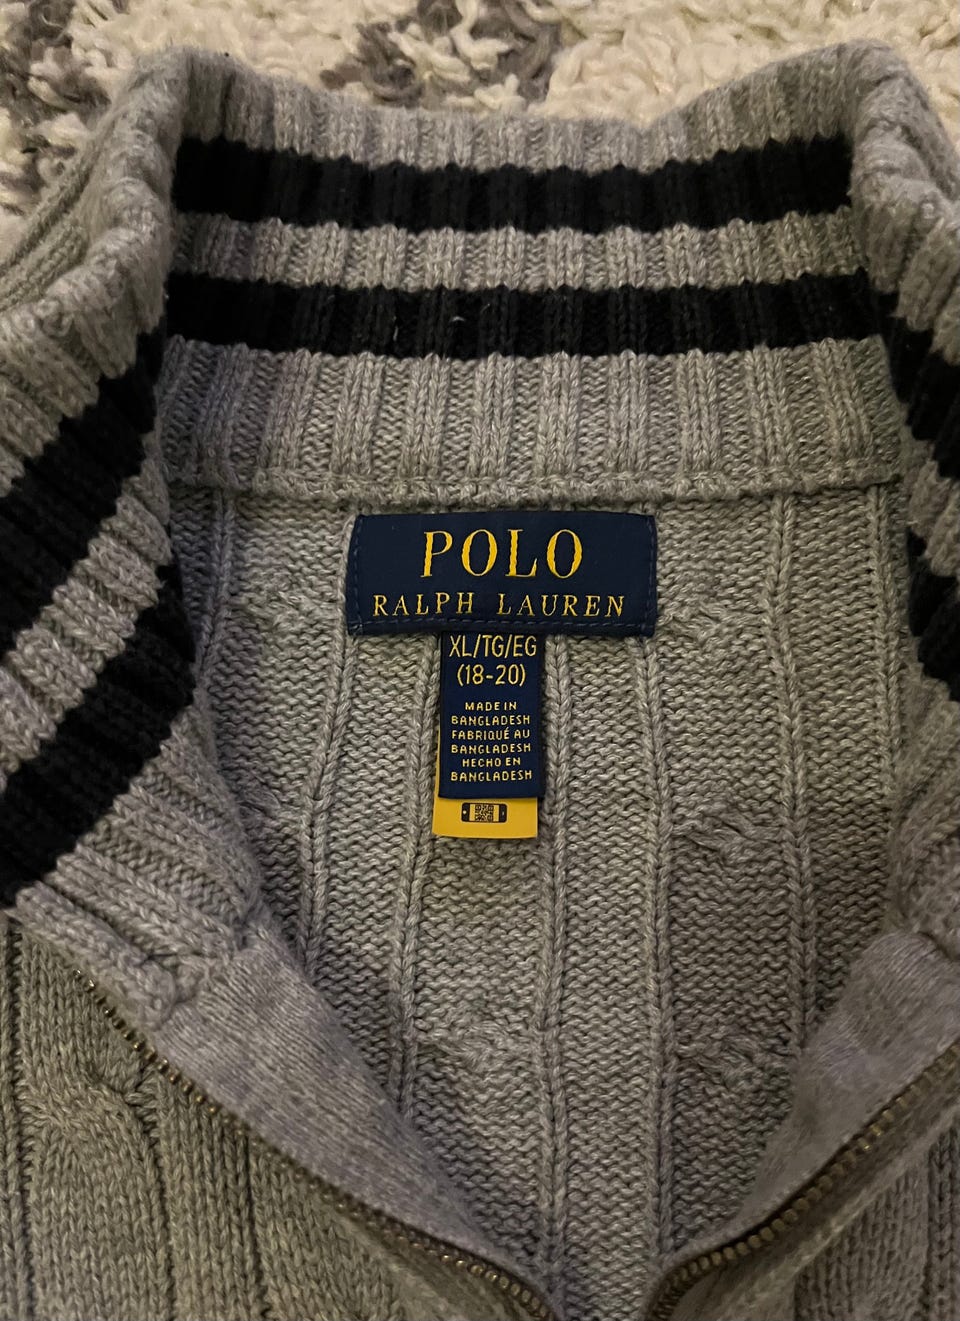 POLO
RALPH LAUREN
XL/TG/EG
(18-20)
MADE IN
BANGLADESH
FABRIQUÉ AU
BANGLADESH
HECHO EN
BANGLADESH